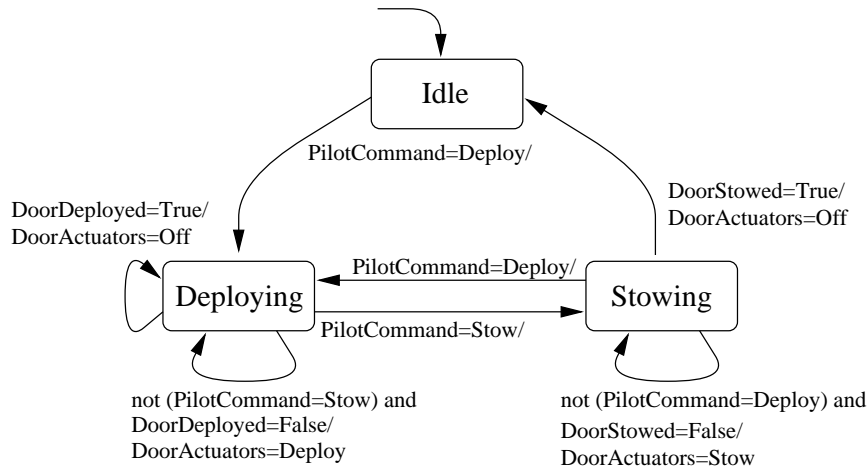 Idle
PilotCommand=Deploy/
DoorStowed=True/
DoorActuators=Off
DoorDeployed=True/
DoorActuators=Off
PilotCommand=Deploy/
Deploying
Stowing
PilotCommand=Stow/
not (PilotCommand=Stow) and
DoorDeployed=False/
DoorActuators=Deploy
not (PilotCommand=Deploy) and
DoorStowed=False/
DoorActuators=Stow